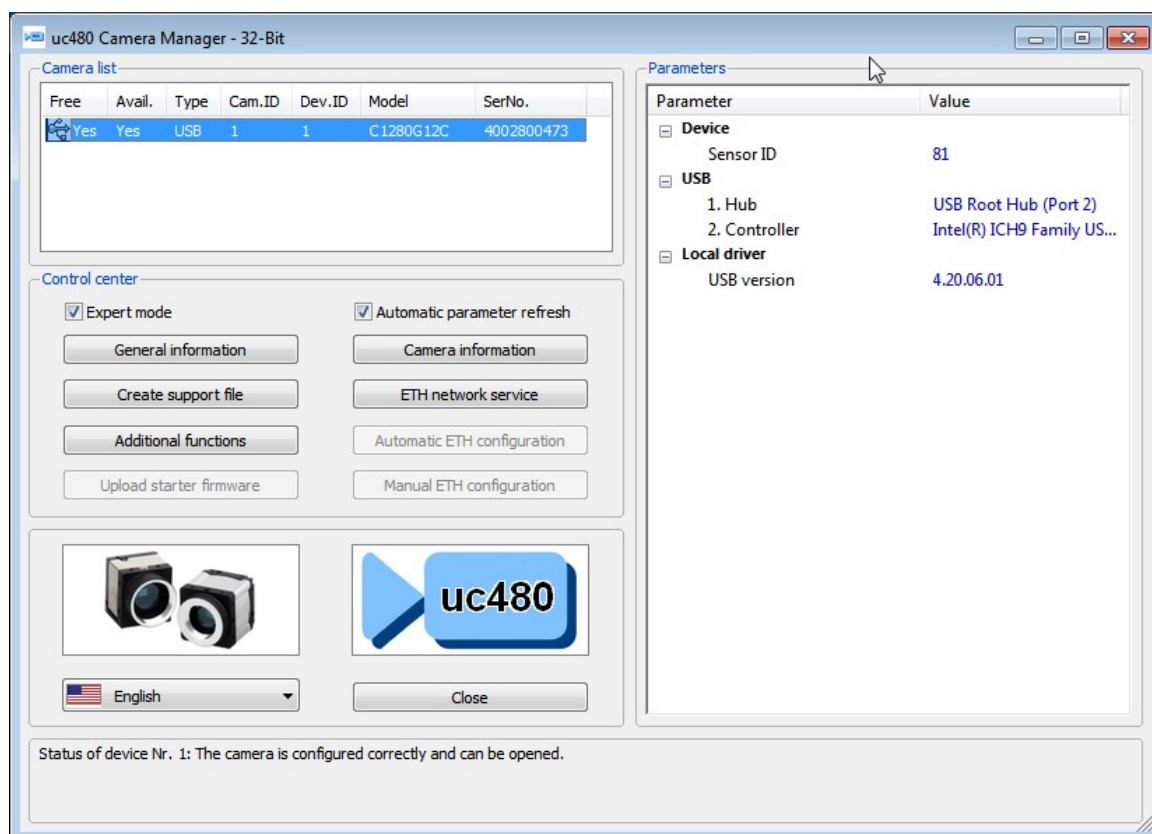 uc480 Camera Manager - 32-Bit
Camera list
Free Avail. Type Cam.ID Dev.ID Model SerNo.
Yes Yes USB 1 1 C1280G12C 4002800473
Control center
Expert mode Automatic parameter refresh
General information Camera information
Create support file ETH network service
Additional functions Automatic ETH configuration
Upload starter firmware Manual ETH configuration
uc480
English Close
Parameters
Parameter Value
Device
Sensor ID 81
USB
1. Hub USB Root Hub (Port 2)
2. Controller Intel(R) ICH9 Family US...
Local driver
USB version 4.20.06.01
Status of device Nr. 1: The camera is configured correctly and can be opened.